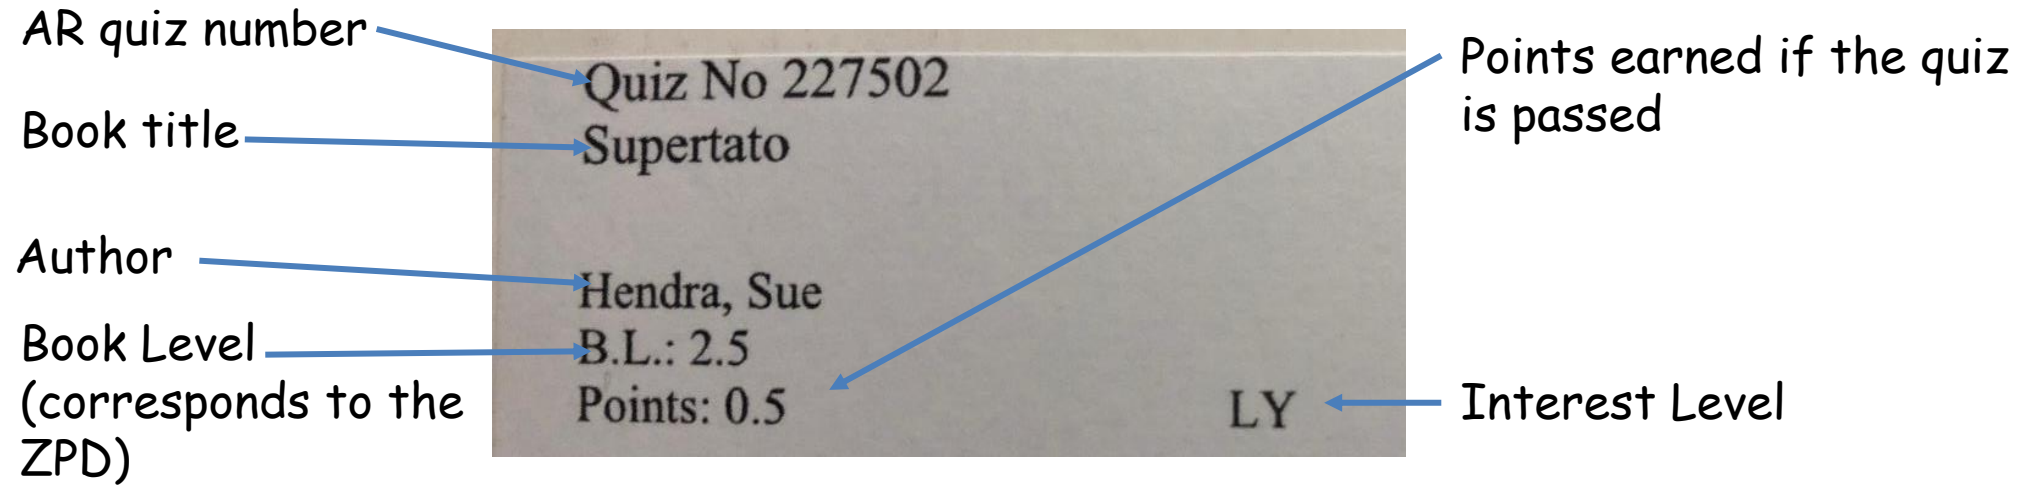 AR quiz number
Book title
Author
Book Level
(corresponds to the
ZPD)
Quiz No 227502
Supertato
Hendra, Sue
B.L.: 2.5
Points: 0.5
LY
Points earned if the quiz
is passed
Interest Level